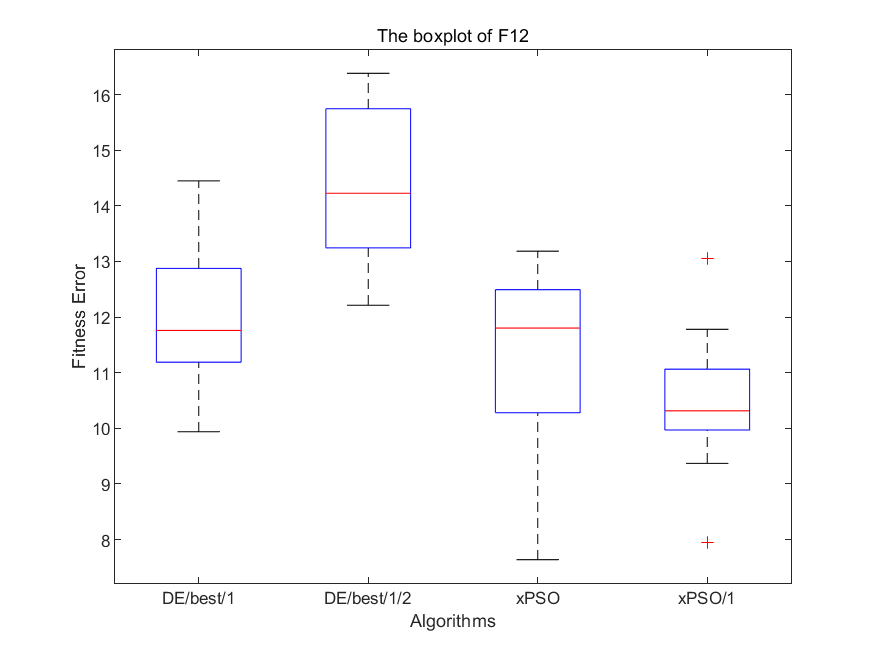 The boxplot of F12
Fitness Error
16
15
14
13
12
11
10
9
8
DE/best/1
DE/best/1/2
xPSO
xPSO/1
Algorithms